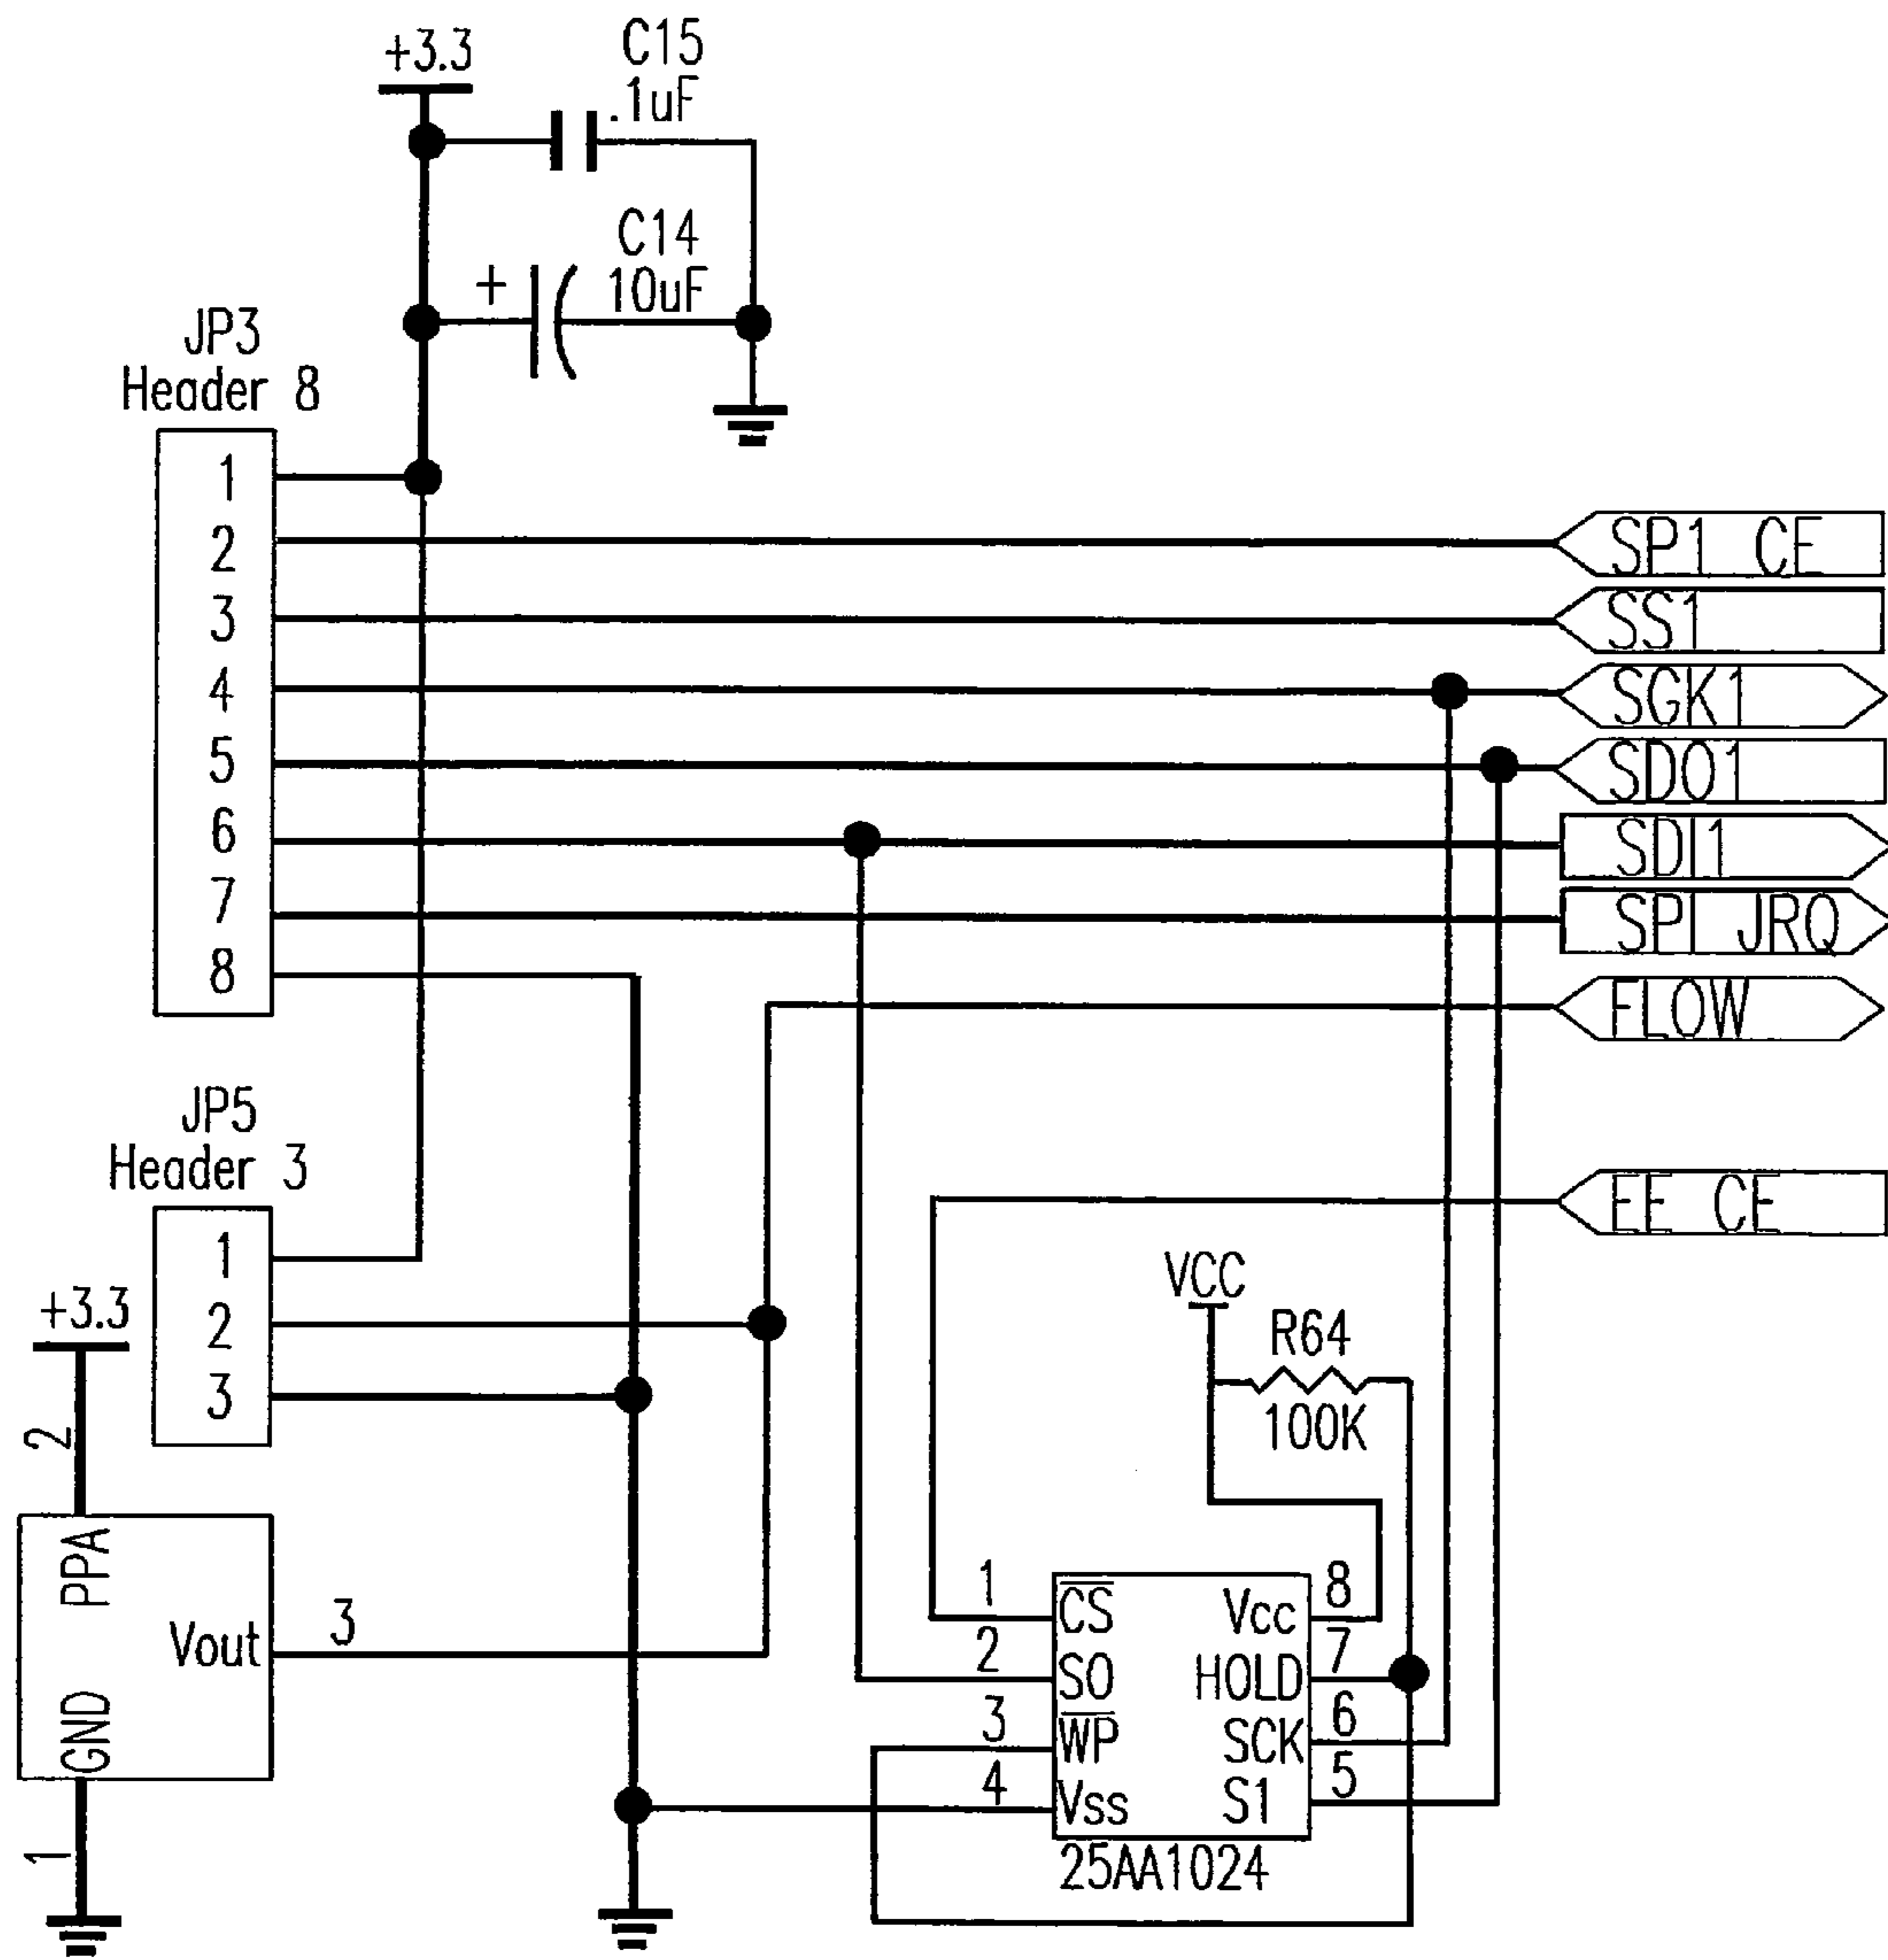 +3.3
C15
.1uF
C14
+ 10uF
JP3
Header 8
1
2
3
4
5
6
7
8
SP1 CE
SS1
SGK1
SDO1
SDI1
SPI JRQ
FLOW
JP5
Header 3
1
2
3
EE CE
+3.3
2
PPA
Vout
3
GND
1
VCC
R64
100K
1
2
3
4
CS
SO
WP
Vss
Vcc
HOLD
SCK
S1
8
7
6
5
25AA1024